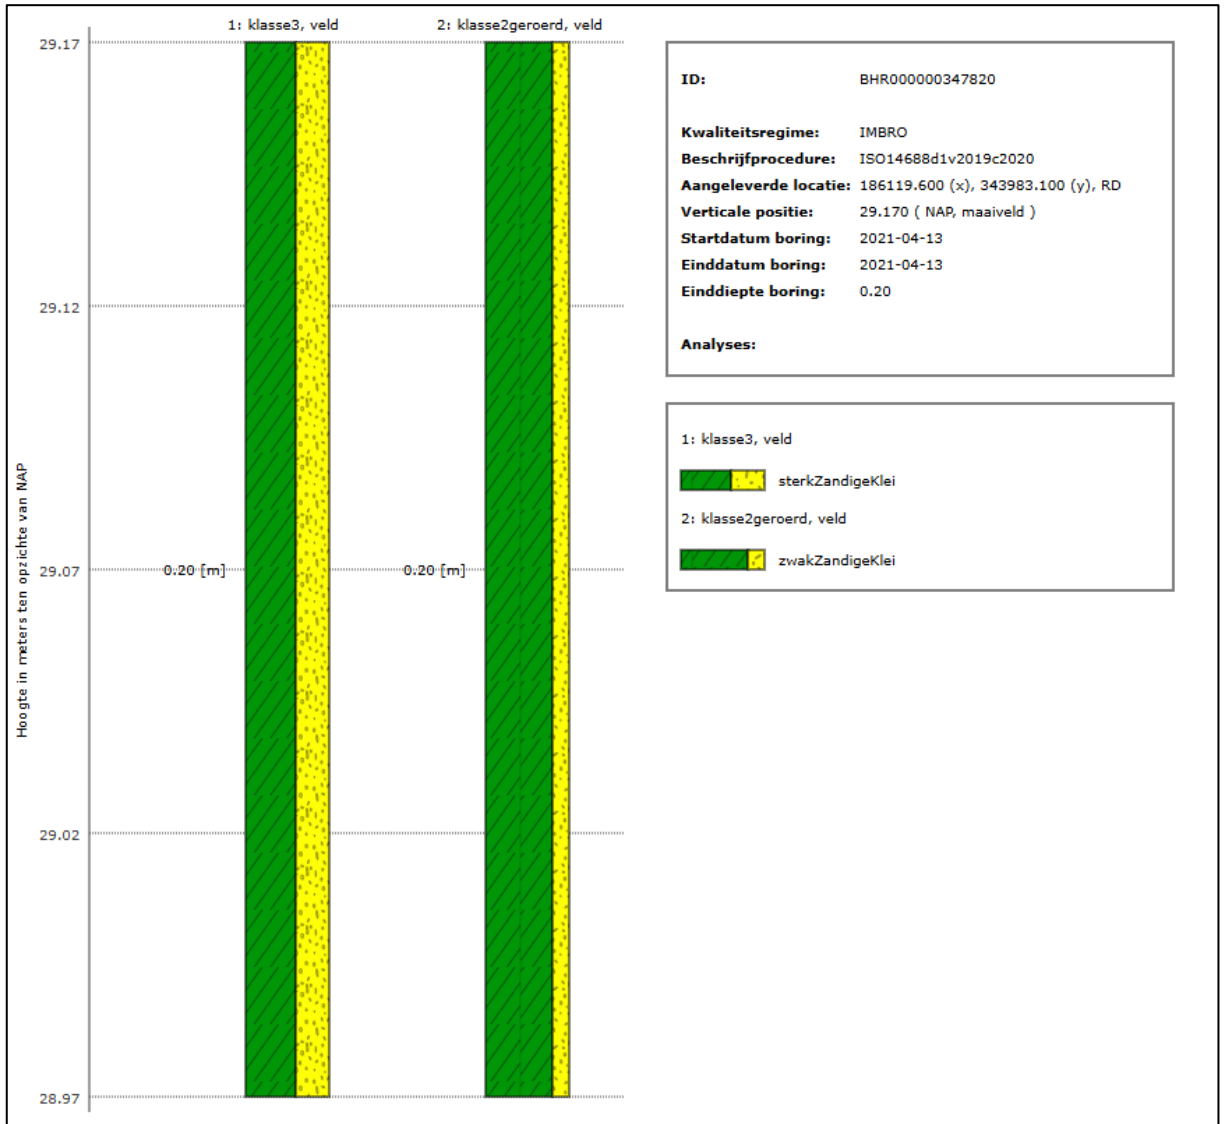 1: klasse3, veld
2: klasse2geroerd, veld
29.17
29.12
29.07
29.02
28.97
Hoogte in meters ten opzichte van NAP
0.20 [m]
0.20 [m]
ID: BHR000000347820
Kwaliteitsregime: IMBRO
Beschrijfprocedure: ISO14688d1v2019c2020
Aangeleverde locatie: 186119.600 (x), 343983.100 (y), RD
Verticale positie: 29.170 ( NAP, maaiveld )
Startdatum boring: 2021-04-13
Einddatum boring: 2021-04-13
Einddiepte boring: 0.20
Analyses:
1: klasse3, veld
sterkZandigeKlei
2: klasse2geroerd, veld
zwakZandigeKlei